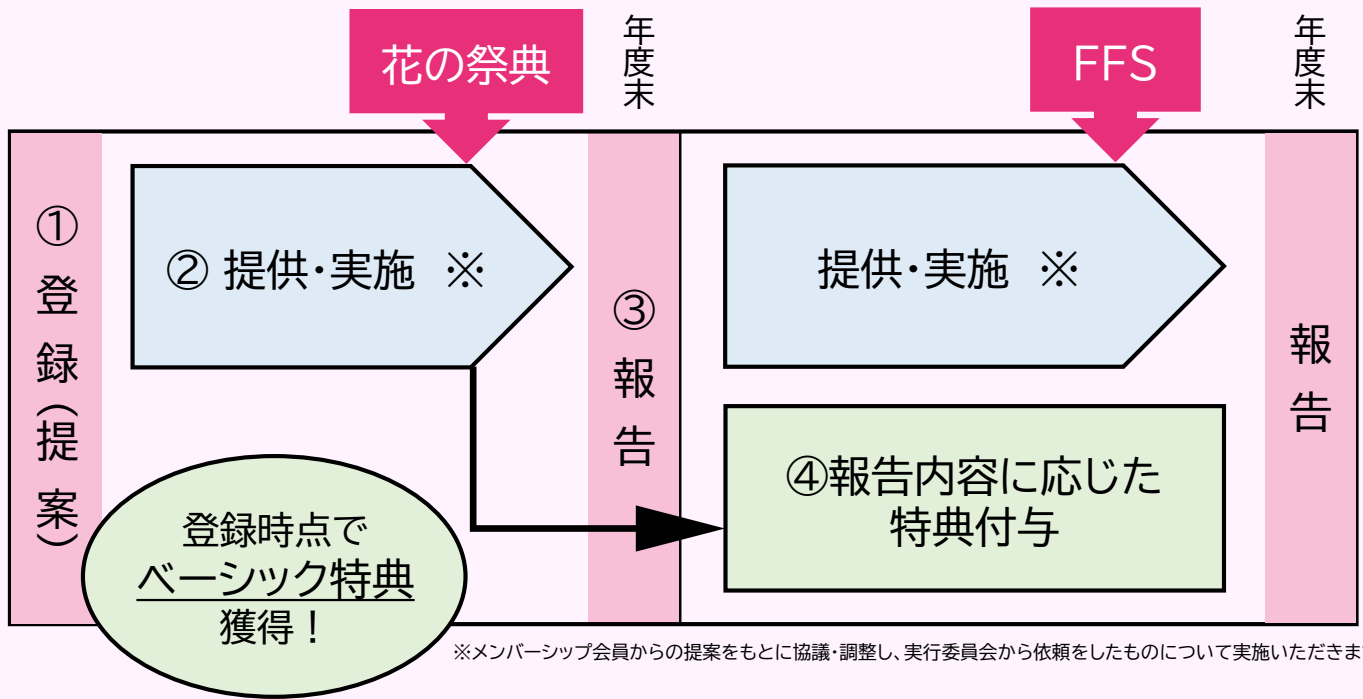 花の祭典
年度末
FFS
年度末
①登録(提案)
②提供・実施 ※
③報告
提供・実施 ※
報告
登録時点で
ベーシック特典
獲得！
④報告内容に応じた
特典付与
※メンバーシップ会員からの提案をもとに協議・調整し、実行委員会から依頼をしたものについて実施いただきま